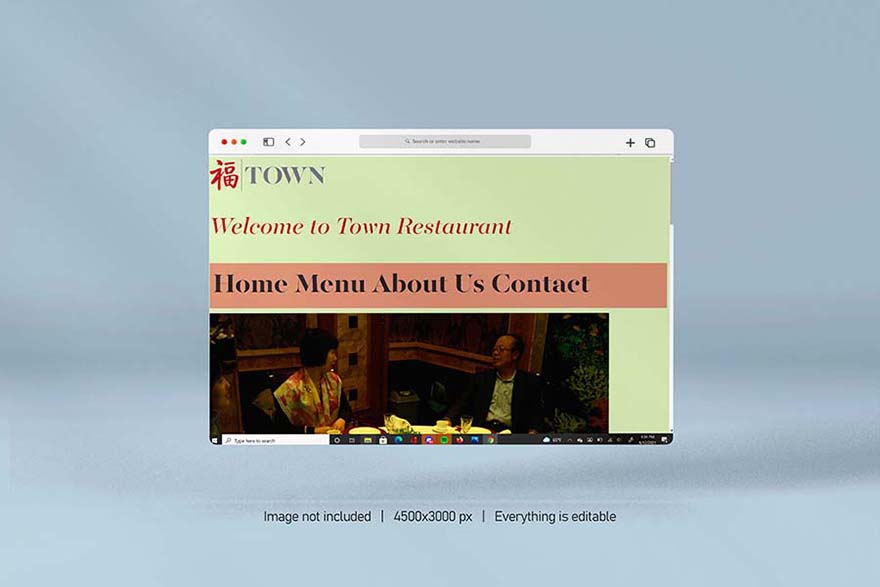 Search or enter website name
福 TOWN
Welcome to Town Restaurant
Home Menu About Us Contact
Type here to search
Image not included | 4500x3000 px | Everything is editable